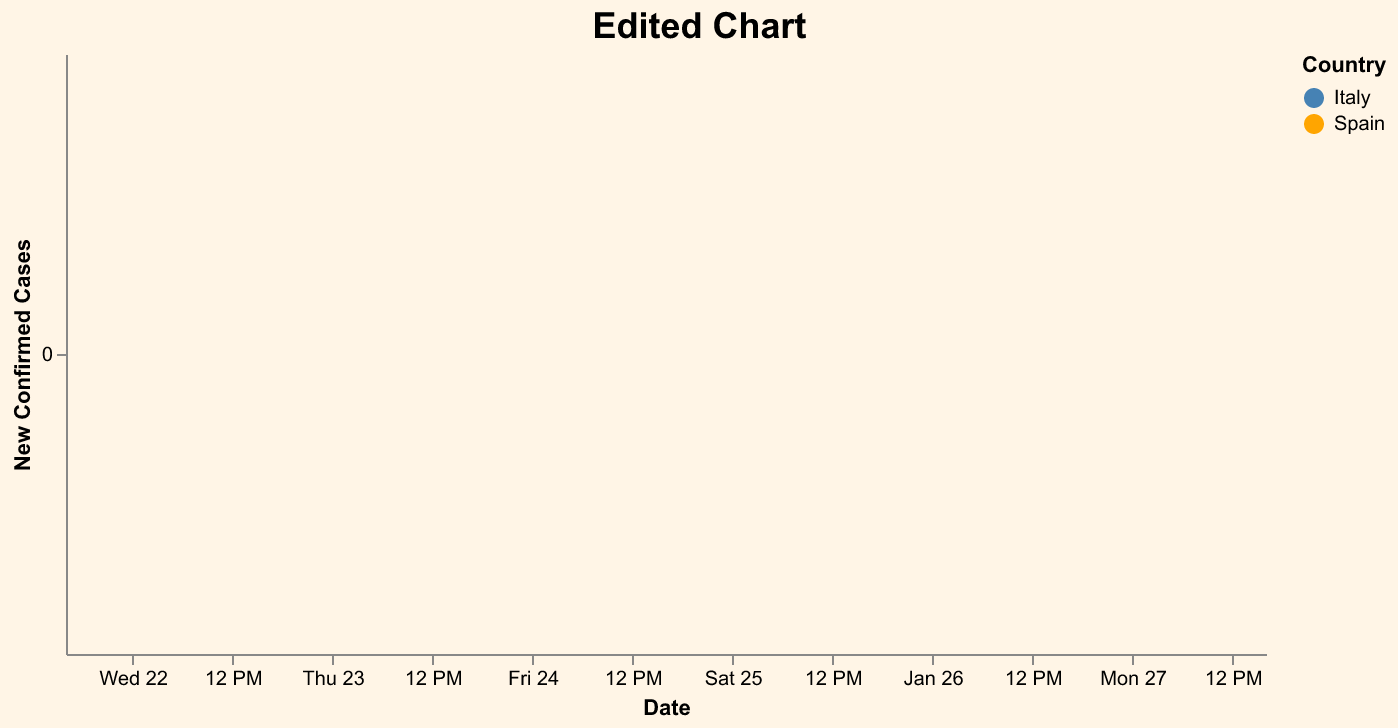 Edited Chart
Country
Italy
Spain
New Confirmed Cases
0
Wed 22 12 PM Thu 23 12 PM Fri 24 12 PM Sat 25 12 PM Jan 26 12 PM Mon 27 12 PM
Date